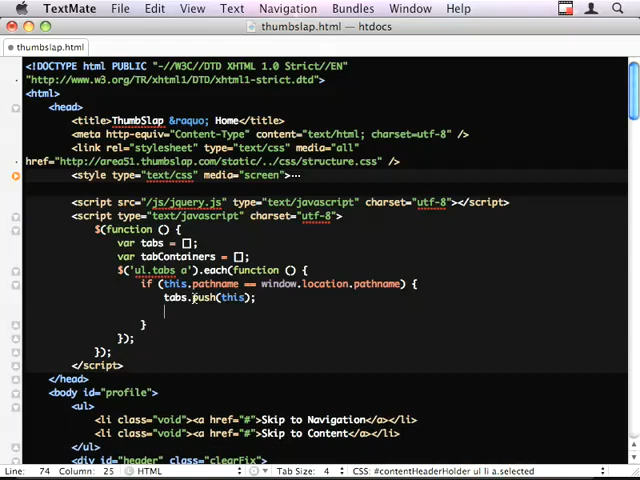 TextMate File Edit View Text Navigation Bundles Window Help
thumbslap.html — htdocs
thumbslap.html
<!DOCTYPE html PUBLIC "-//W3C//DTD XHTML 1.0 Strict//EN"
"http://www.w3.org/TR/xhtml1/DTD/xhtml1-strict.dtd">
<html>
<head>
<title>ThumbSlap &raquo; Home</title>
<meta http-equiv="Content-Type" content="text/html; charset=utf-8" />
<link rel="stylesheet" type="text/css" media="all"
href="http://area51.thumbslap.com/static/../css/structure.css" />
<style type="text/css" media="screen">…
<script src="/js/jquery.js" type="text/javascript" charset="utf-8"></script>
<script type="text/javascript" charset="utf-8">
$(function () {
var tabs = [];
var tabContainers = [];
$('ul.tabs a').each(function () {
if (this.pathname == window.location.pathname) {
tabs.push(this);
}
});
});
</script>
</head>
<body id="profile">
<ul>
<li class="void"><a href="#">Skip to Navigation</a></li>
<li class="void"><a href="#">Skip to Content</a></li>
</ul>
<div id="header" class="clearFix">
Line: 74 Column: 25 HTML Tab Size: 4 CSS: #contentHeaderHolder ul li a.selected